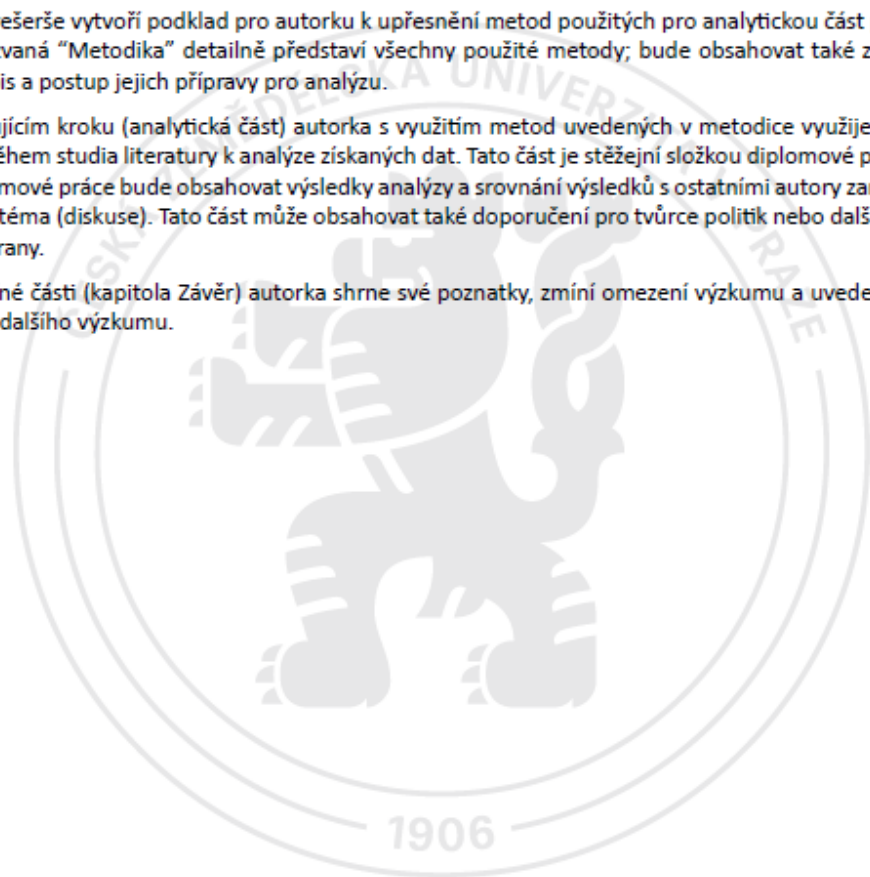 ešerše vytvoří podklad pro autorku k upřesnění metod použitých pro analytickou část
vaná “Metodika” detailně představí všechny použité metody; bude obsahovat také z
is a postup jejich přípravy pro analýzu.
jícím kroku (analytická část) autorka s využitím metod uvedených v metodice využije
ěhem studia literatury k analýze získaných dat. Tato část je stěžejní složkou diplomové p
mové práce bude obsahovat výsledky analýzy a srovnání výsledků s ostatními autory za
téma (diskuse). Tato část může obsahovat také doporučení pro tvůrce politik nebo dalš
rany.
né části (kapitola Závěr) autorka shrne své poznatky, zmíní omezení výzkumu a uvede
dalšího výzkumu.
ČESKÁ ZEMĚDĚLSKÁ UNIVERZITA V PRAZE
1906